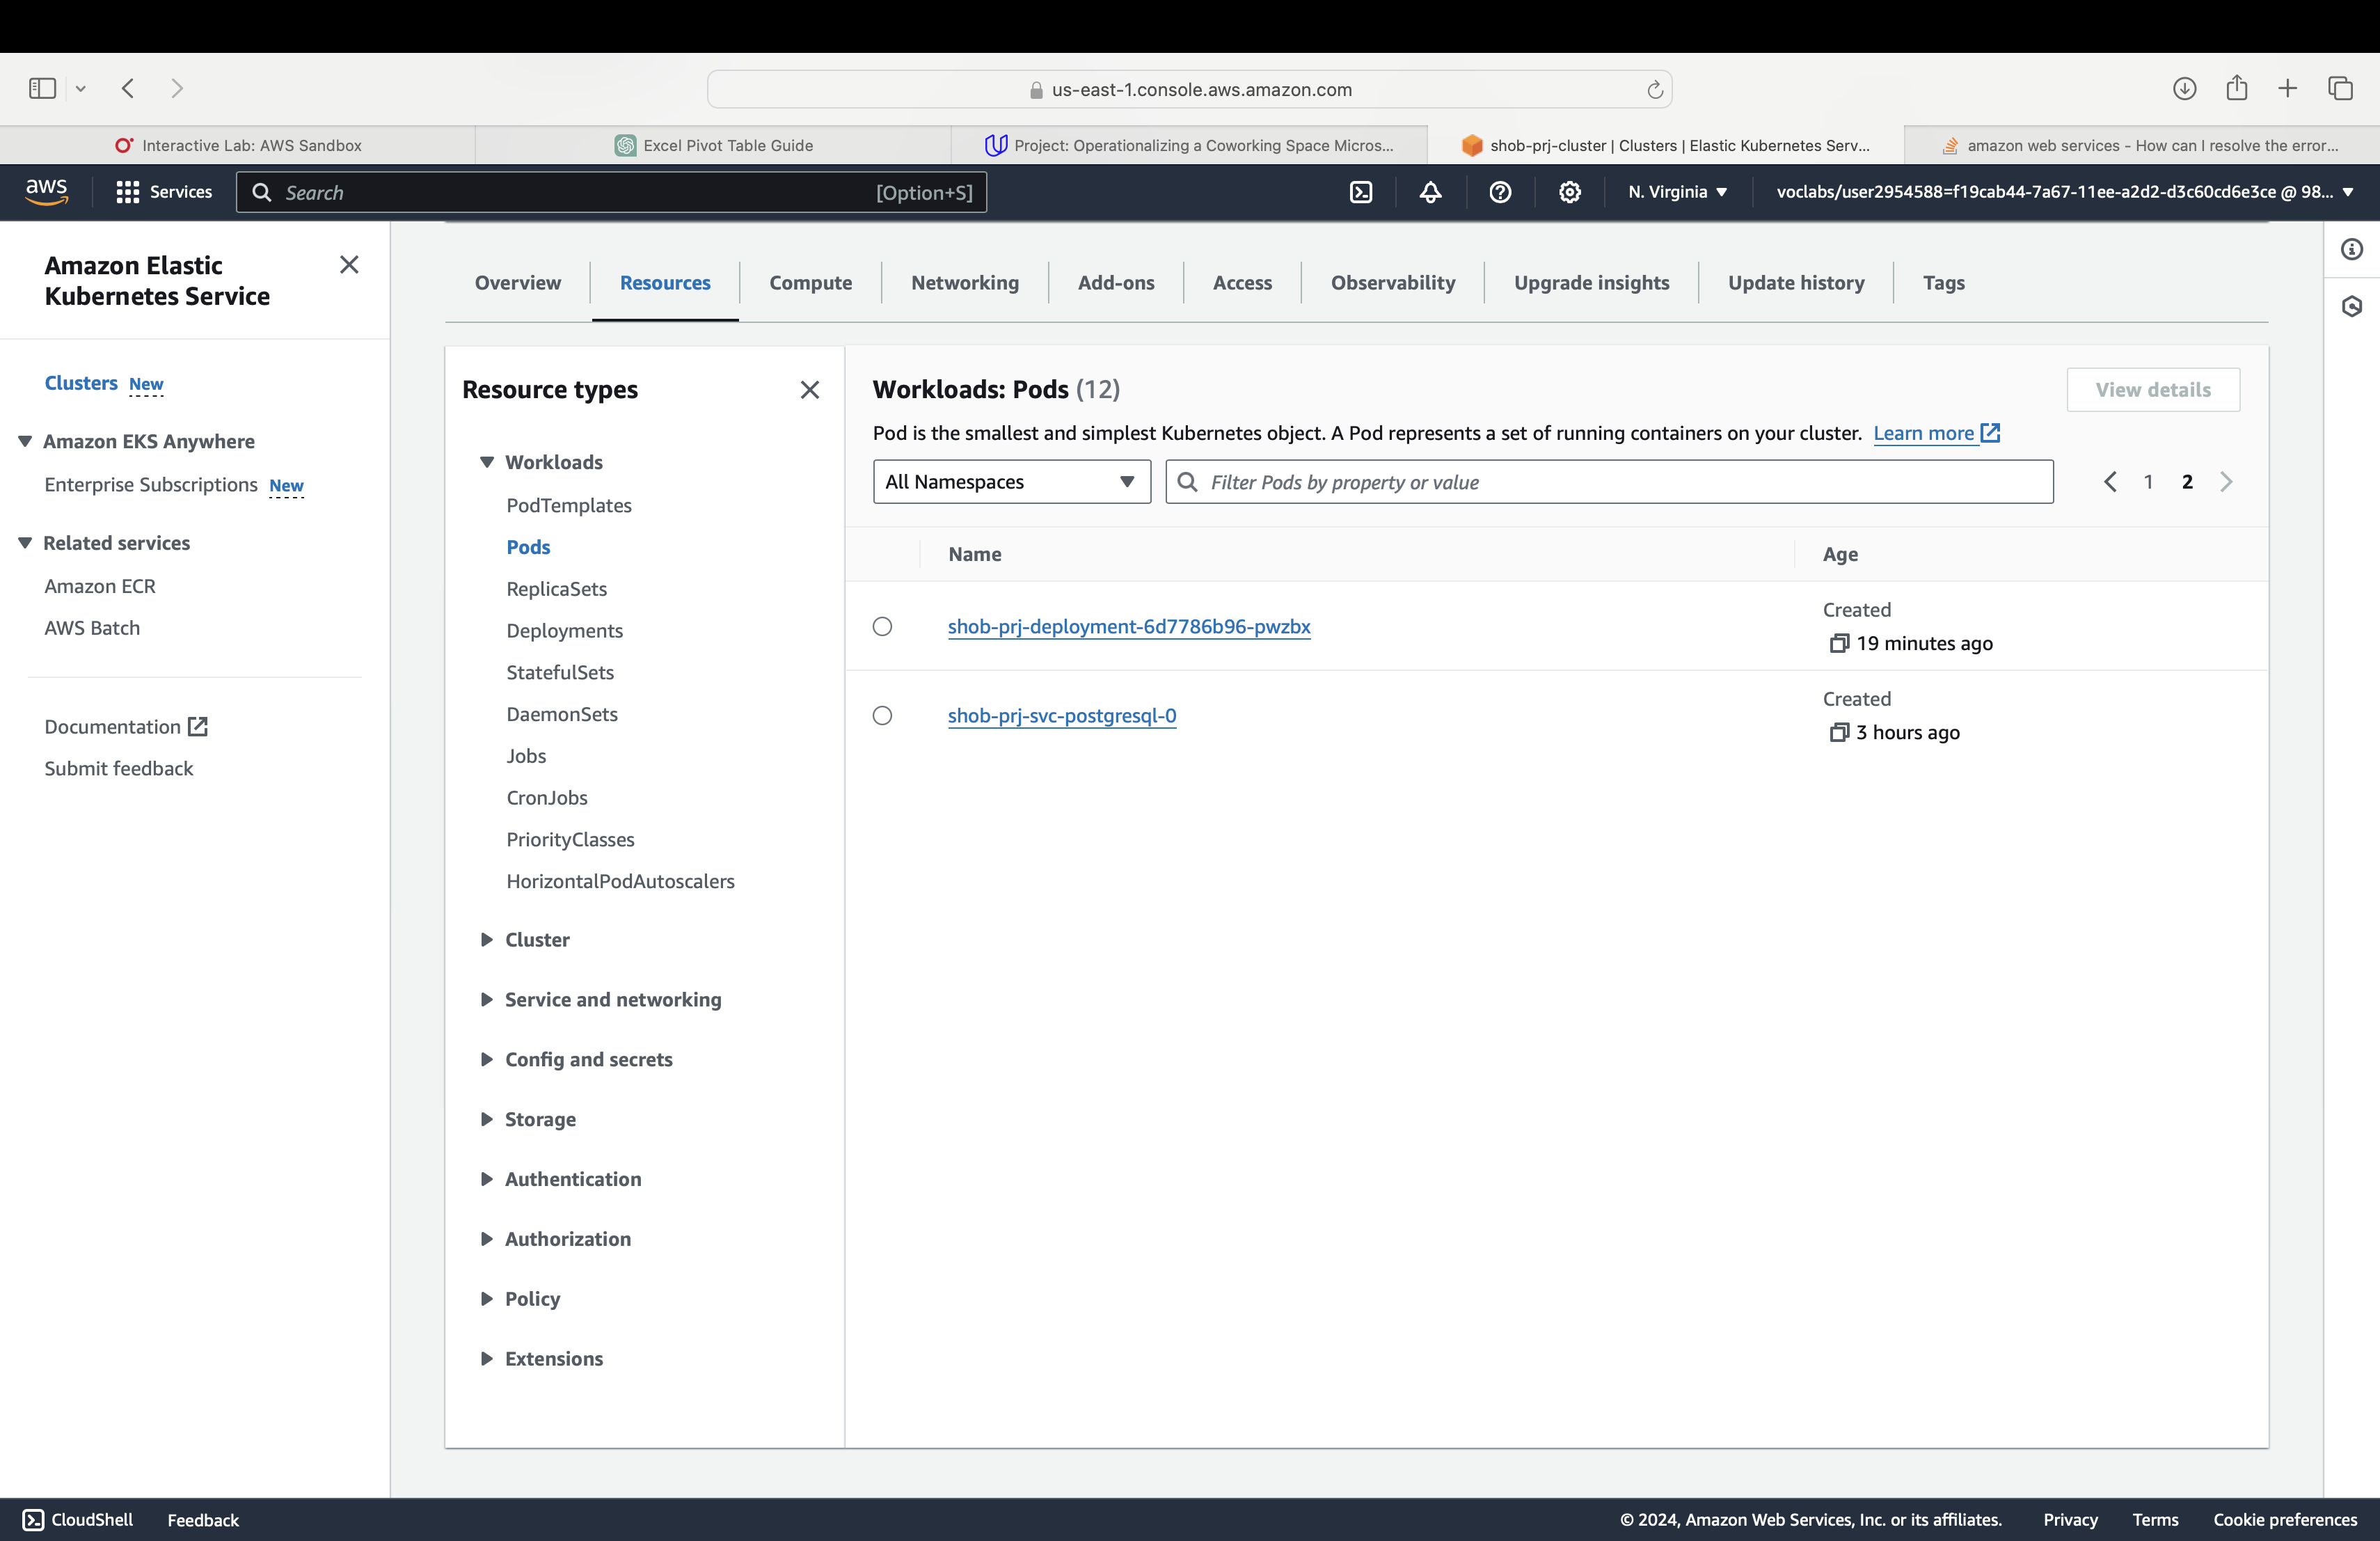 us-east-1.console.aws.amazon.com
Interactive Lab: AWS Sandbox
Excel Pivot Table Guide
Project: Operationalizing a Coworking Space Micros...
shob-prj-cluster | Clusters | Elastic Kubernetes Serv...
amazon web services - How can I resolve the error...
aws
Services
Search
[Option+S]
N. Virginia
voclabs/user2954588=f19cab44-7a67-11ee-a2d2-d3c60cd6e3ce @ 98...
Amazon Elastic
Kubernetes Service
Clusters New
Amazon EKS Anywhere
Enterprise Subscriptions New
Related services
Amazon ECR
AWS Batch
Documentation
Submit feedback
Overview
Resources
Compute
Networking
Add-ons
Access
Observability
Upgrade insights
Update history
Tags
Resource types
Workloads
PodTemplates
Pods
ReplicaSets
Deployments
StatefulSets
DaemonSets
Jobs
CronJobs
PriorityClasses
HorizontalPodAutoscalers
Cluster
Service and networking
Config and secrets
Storage
Authentication
Authorization
Policy
Extensions
Workloads: Pods (12)
View details
Pod is the smallest and simplest Kubernetes object. A Pod represents a set of running containers on your cluster. Learn more
All Namespaces
Filter Pods by property or value
1 2
Name
Age
shob-prj-deployment-6d7786b96-pwzbx
Created
19 minutes ago
shob-prj-svc-postgresql-0
Created
3 hours ago
CloudShell
Feedback
© 2024, Amazon Web Services, Inc. or its affiliates.
Privacy
Terms
Cookie preferences